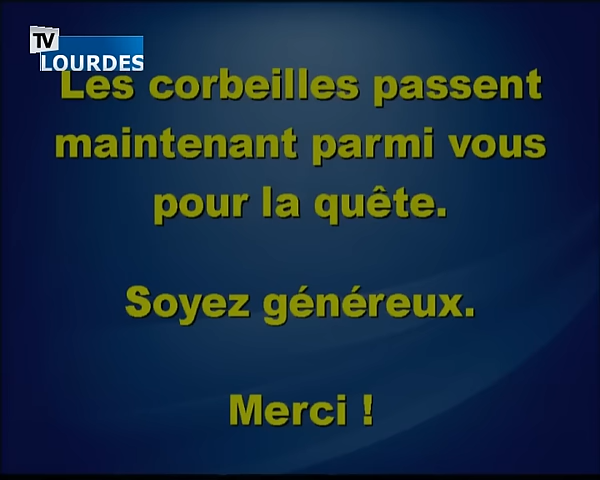 TV
LOURDES
Les corbeilles passent
maintenant parmi vous
pour la quête.
Soyez généreux.
Merci !